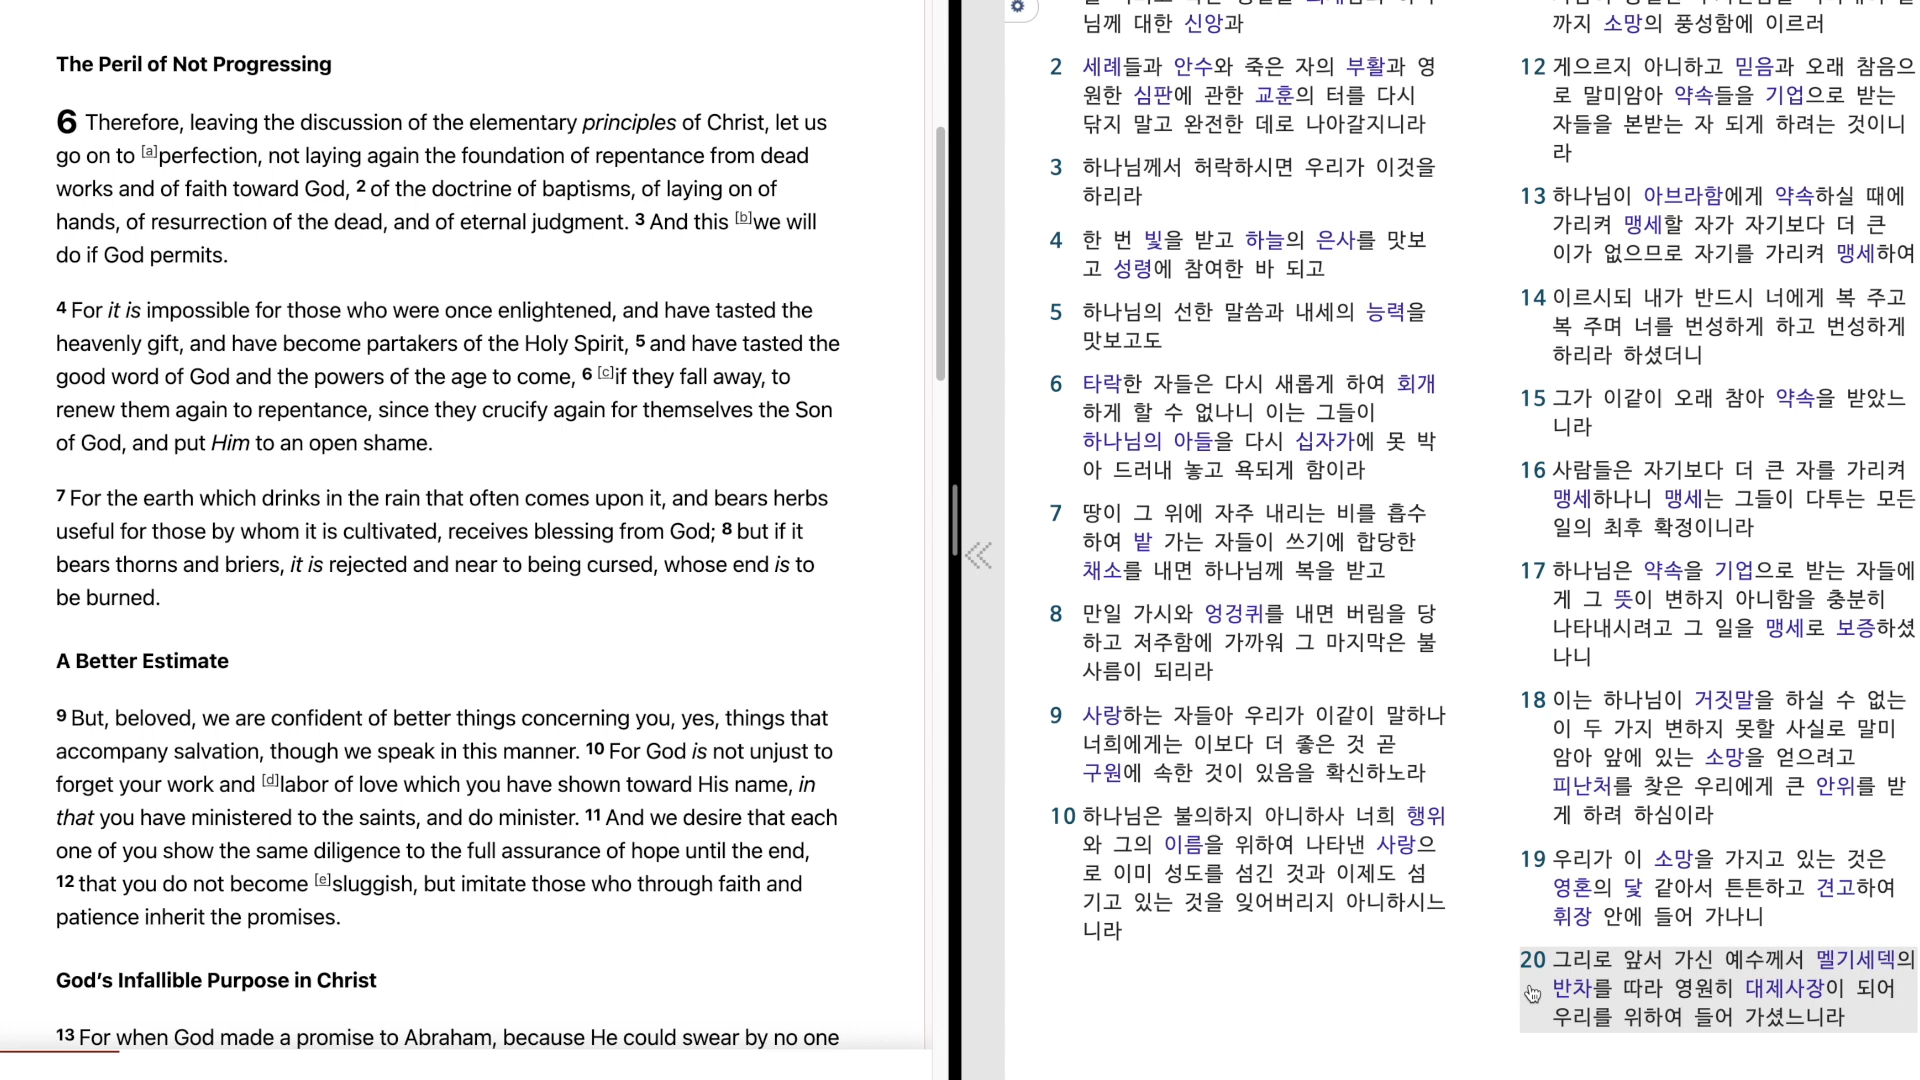 The Peril of Not Progressing
6 Therefore, leaving the discussion of the elementary principles of Christ, let us
go on to [a]perfection, not laying again the foundation of repentance from dead
works and of faith toward God, 2 of the doctrine of baptisms, of laying on of
hands, of resurrection of the dead, and of eternal judgment. 3 And this [b]we will
do if God permits.
4 For it is impossible for those who were once enlightened, and have tasted the
heavenly gift, and have become partakers of the Holy Spirit, 5 and have tasted the
good word of God and the powers of the age to come, 6 [c]if they fall away, to
renew them again to repentance, since they crucify again for themselves the Son
of God, and put Him to an open shame.
7 For the earth which drinks in the rain that often comes upon it, and bears herbs
useful for those by whom it is cultivated, receives blessing from God; 8 but if it
bears thorns and briers, it is rejected and near to being cursed, whose end is to
be burned.
A Better Estimate
9 But, beloved, we are confident of better things concerning you, yes, things that
accompany salvation, though we speak in this manner. 10 For God is not unjust to
forget your work and [d]labor of love which you have shown toward His name, in
that you have ministered to the saints, and do minister. 11 And we desire that each
one of you show the same diligence to the full assurance of hope until the end,
12 that you do not become [e]sluggish, but imitate those who through faith and
patience inherit the promises.
God's Infallible Purpose in Christ
13 For when God made a promise to Abraham, because He could swear by no one
님께 대한 신앙과
2 세례들과 안수와 죽은 자의 부활과 영
원한 심판에 관한 교훈의 터를 다시
닦지 말고 완전한 데로 나아갈지니라
3 하나님께서 허락하시면 우리가 이것을
하리라
4 한 번 빛을 받고 하늘의 은사를 맛보
고 성령에 참여한 바 되고
5 하나님의 선한 말씀과 내세의 능력을
맛보고도
6 타락한 자들은 다시 새롭게 하여 회개
하게 할 수 없나니 이는 그들이
하나님의 아들을 다시 십자가에 못 박
아 드러내 놓고 욕되게 함이라
7 땅이 그 위에 자주 내리는 비를 흡수
하여 밭 가는 자들이 쓰기에 합당한
채소를 내면 하나님께 복을 받고
8 만일 가시와 엉겅퀴를 내면 버림을 당
하고 저주함에 가까워 그 마지막은 불
사름이 되리라
9 사랑하는 자들아 우리가 이같이 말하나
너희에게는 이보다 더 좋은 것 곧
구원에 속한 것이 있음을 확신하노라
10 하나님은 불의하지 아니하사 너희 행위
와 그의 이름을 위하여 나타낸 사랑으
로 이미 성도를 섬긴 것과 이제도 섬
기고 있는 것을 잊어버리지 아니하시느
니라
까지 소망의 풍성함에 이르러
12 게으르지 아니하고 믿음과 오래 참음으
로 말미암아 약속들을 기업으로 받는
자들을 본받는 자 되게 하려는 것이니
라
13 하나님이 아브라함에게 약속하실 때에
가리켜 맹세할 자가 자기보다 더 큰
이가 없으므로 자기를 가리켜 맹세하여
14 이르시되 내가 반드시 너에게 복 주고
복 주며 너를 번성하게 하고 번성하게
하리라 하셨더니
15 그가 이같이 오래 참아 약속을 받았느
니라
16 사람들은 자기보다 더 큰 자를 가리켜
맹세하나니 맹세는 그들이 다투는 모든
일의 최후 확정이니라
17 하나님은 약속을 기업으로 받는 자들에
게 그 뜻이 변하지 아니함을 충분히
나타내시려고 그 일을 맹세로 보증하셨
나니
18 이는 하나님이 거짓말을 하실 수 없는
이 두 가지 변하지 못할 사실로 말미
암아 앞에 있는 소망을 얻으려고
피난처를 찾은 우리에게 큰 안위를 받
게 하려 하심이라
19 우리가 이 소망을 가지고 있는 것은
영혼의 닻 같아서 튼튼하고 견고하여
휘장 안에 들어 가나니
20 그리로 앞서 가신 예수께서 멜기세덱의
반차를 따라 영원히 대제사장이 되어
우리를 위하여 들어 가셨느니라